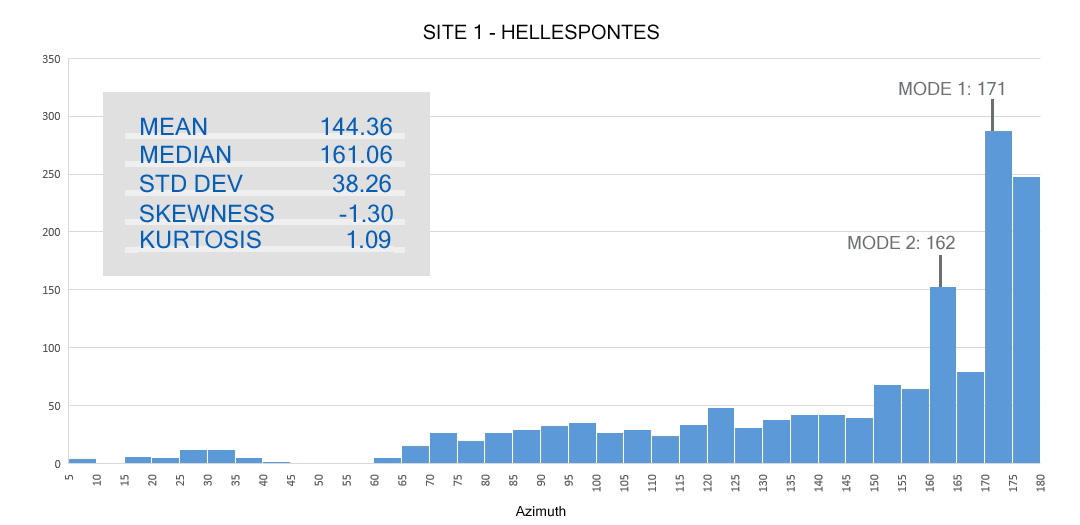 SITE 1 - HELLESPONTES
350
300
250
200
150
100
50
0
MEAN 144.36
MEDIAN 161.06
STD DEV 38.26
SKEWNESS -1.30
KURTOSIS 1.09
MODE 1: 171
MODE 2: 162
5 10 15 20 25 30 35 40 45 50 55 60 65 70 75 80 85 90 95 100 105 110 115 120 125 130 135 140 145 150 155 160 165 170 175 180
Azimuth